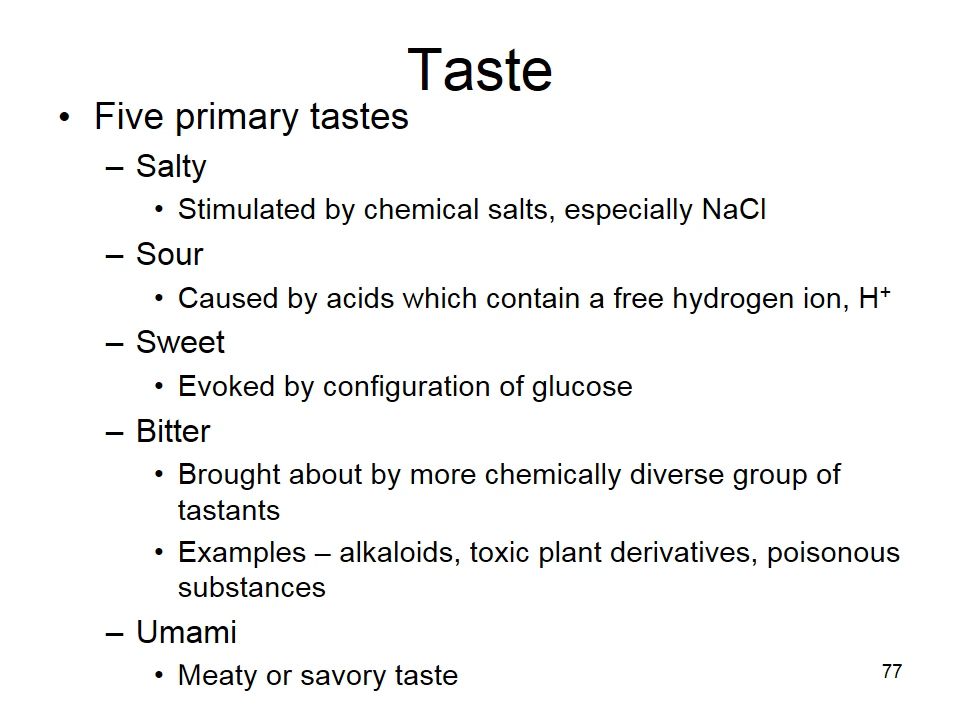 Taste
• Five primary tastes
– Salty
• Stimulated by chemical salts, especially NaCl
– Sour
• Caused by acids which contain a free hydrogen ion, H⁺
– Sweet
• Evoked by configuration of glucose
– Bitter
• Brought about by more chemically diverse group of
tastants
• Examples – alkaloids, toxic plant derivatives, poisonous
substances
– Umami
• Meaty or savory taste
77